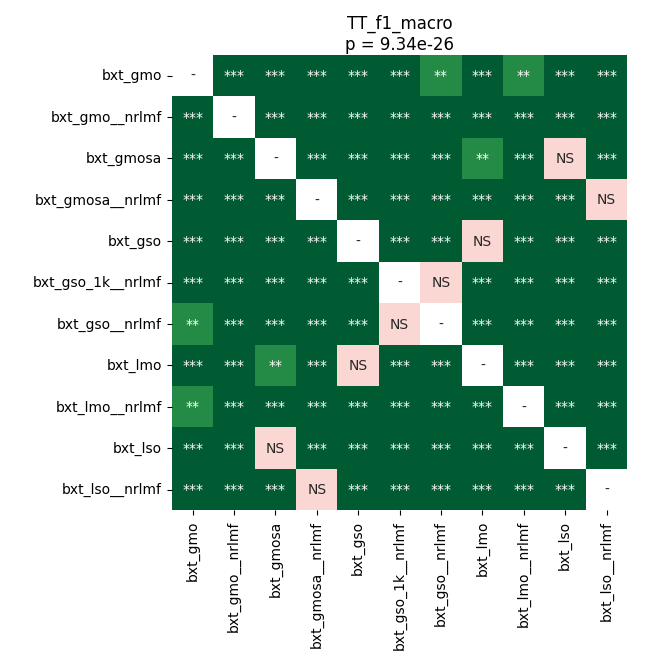 TT_f1_macro
p = 9.34e-26
bxt_gmo - *** *** *** *** *** ** *** ** *** ***
bxt_gmo__nrlmf *** - *** *** *** *** *** *** *** *** ***
bxt_gmosa *** *** - *** *** *** *** ** *** NS ***
bxt_gmosa__nrlmf *** *** *** - *** *** *** *** *** *** NS
bxt_gso *** *** *** *** - *** *** NS *** *** ***
bxt_gso_1k__nrlmf *** *** *** *** *** - NS *** *** *** ***
bxt_gso__nrlmf ** *** *** *** *** NS - *** *** *** ***
bxt_lmo *** *** ** *** NS *** *** - *** *** ***
bxt_lmo__nrlmf ** *** *** *** *** *** *** *** - *** ***
bxt_lso *** *** NS *** *** *** *** *** *** - ***
bxt_lso__nrlmf *** *** *** NS *** *** *** *** *** *** -
bxt_gmo
bxt_gmo__nrlmf
bxt_gmosa
bxt_gmosa__nrlmf
bxt_gso
bxt_gso_1k__nrlmf
bxt_gso__nrlmf
bxt_lmo
bxt_lmo__nrlmf
bxt_lso
bxt_lso__nrlmf